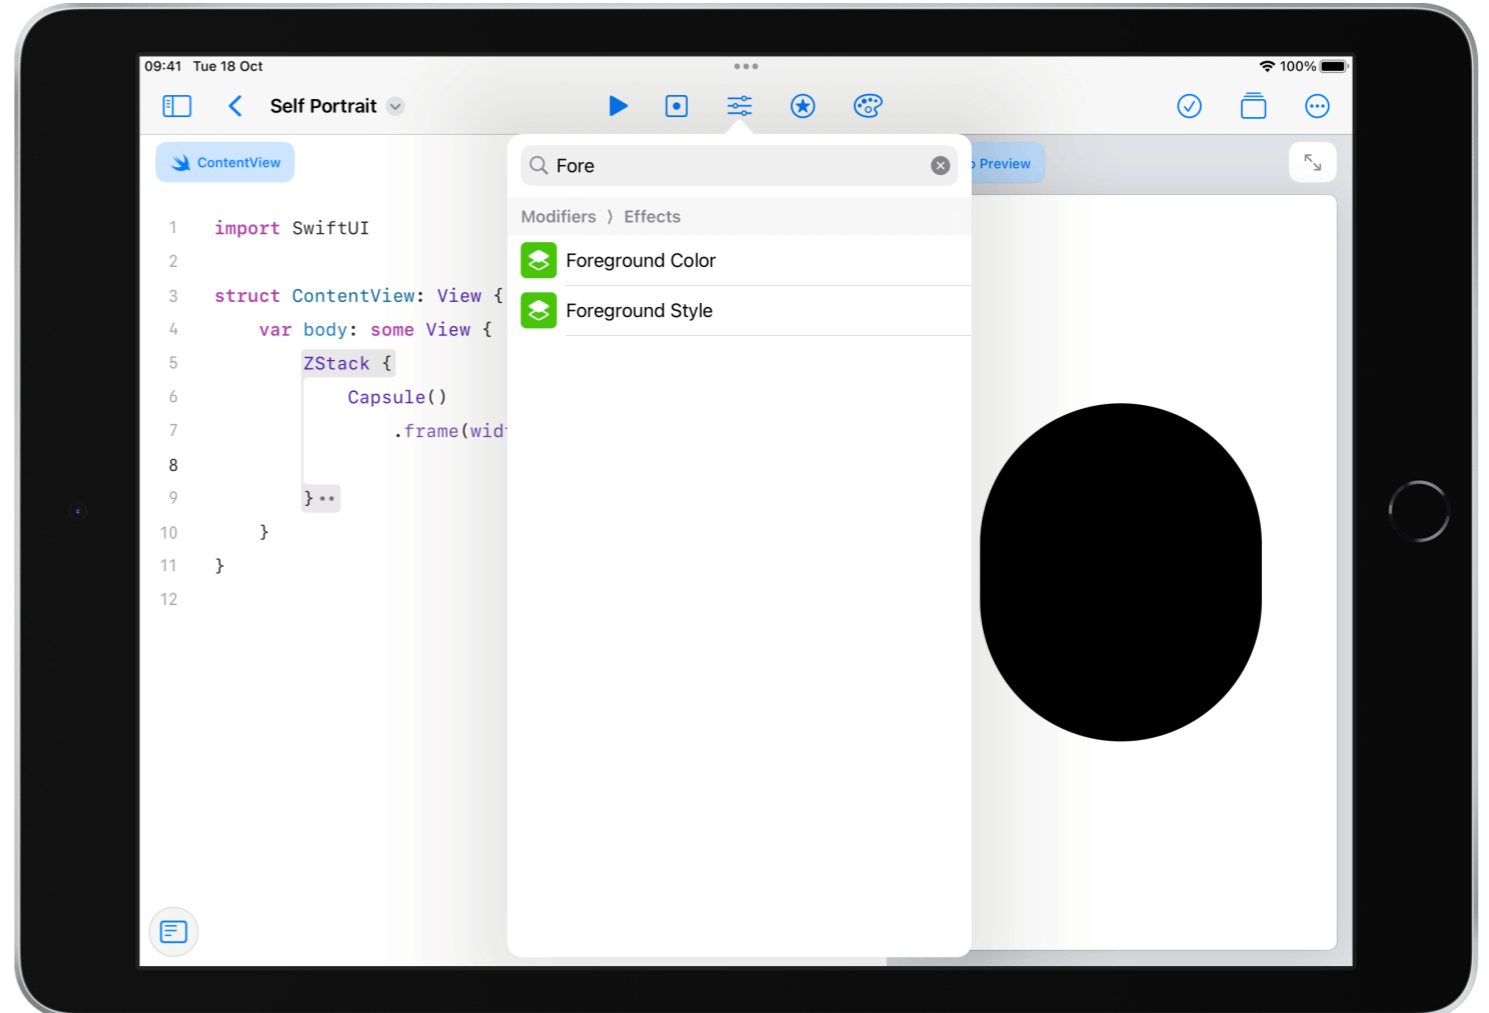 09:41 Tue 18 Oct
100%
Self Portrait
ContentView
Fore
Preview
Modifiers ⟩ Effects
Foreground Color
Foreground Style
1 import SwiftUI
2
3 struct ContentView: View {
4 var body: some View {
5 ZStack {
6 Capsule()
7 .frame(wid
8
9 }
10 }
11 }
12